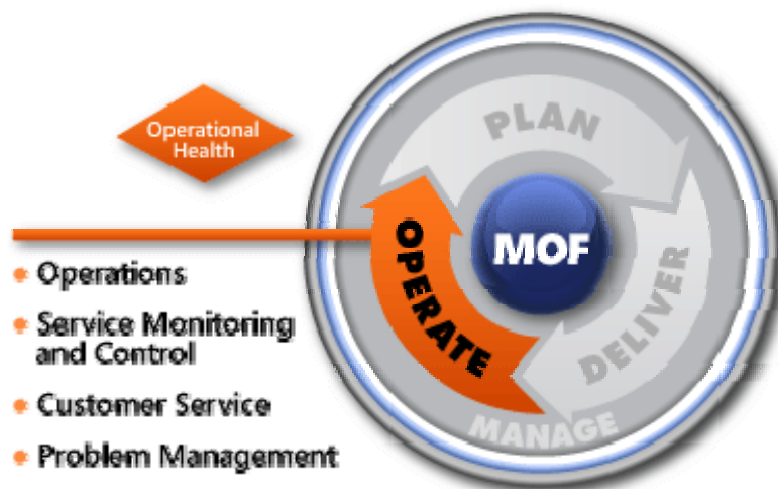 Operational
Health
PLAN
MOF
OPERATE
DELIVER
MANAGE
Operations
Service Monitoring
and Control
Customer Service
Problem Management